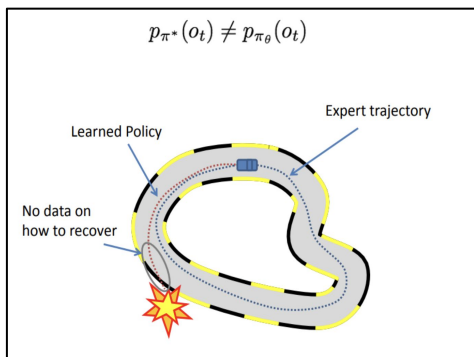 p_{π*}(o_t) ≠ p_{π_θ}(o_t)
Expert trajectory
Learned Policy
No data on
how to recover